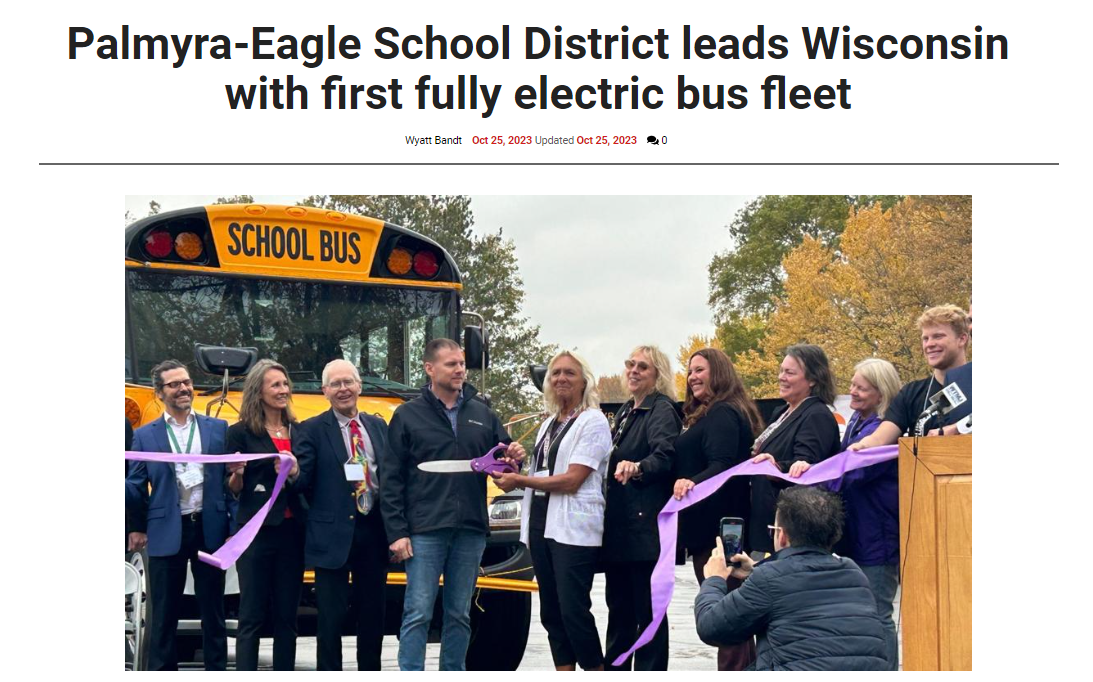 Palmyra-Eagle School District leads Wisconsin
with first fully electric bus fleet
Wyatt Bandt Oct 25, 2023 Updated Oct 25, 2023 0
SCHOOL BUS